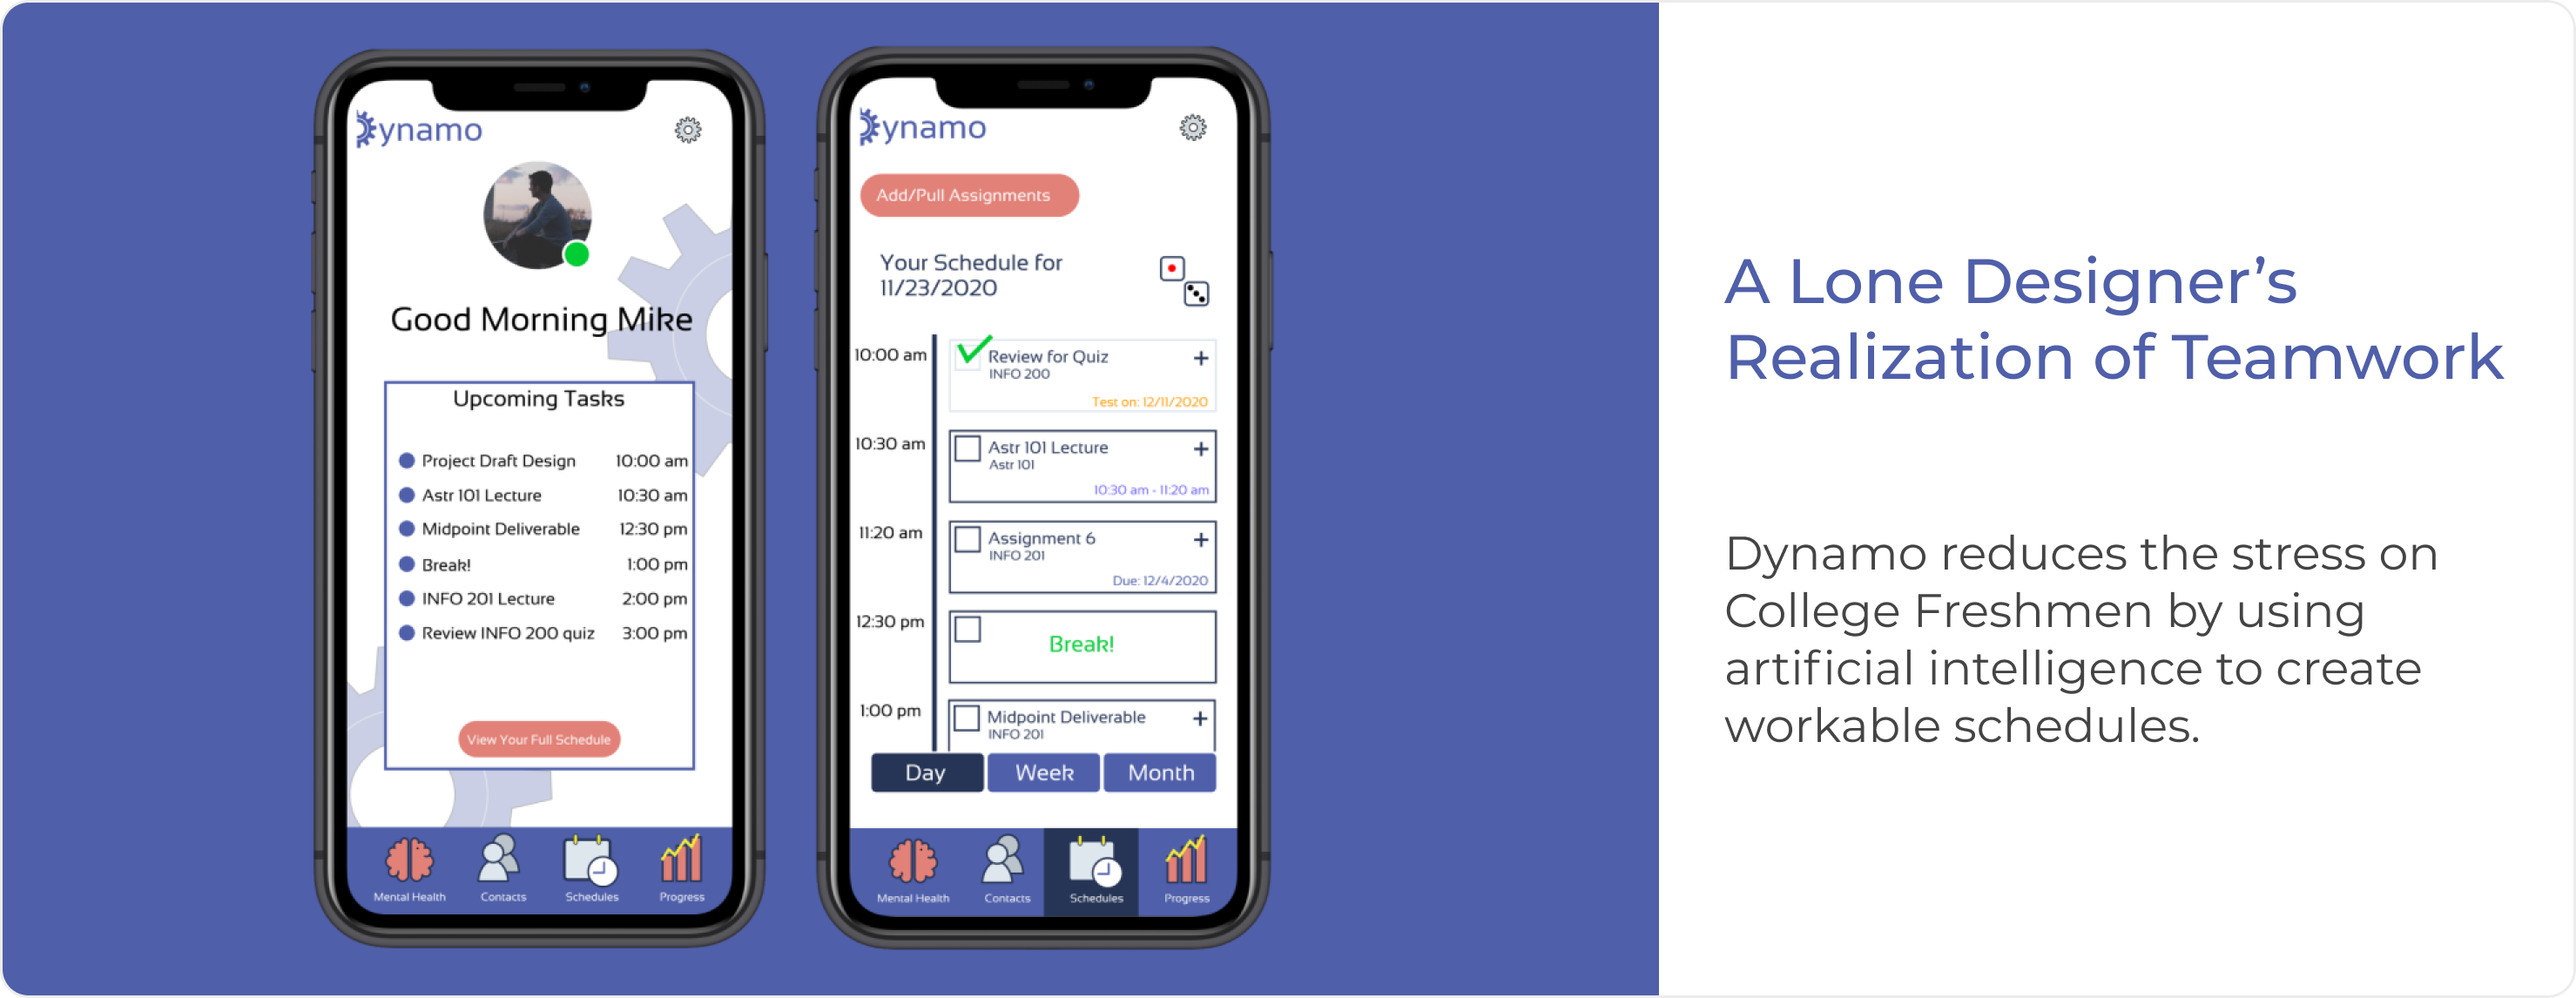 Dynamo
Good Morning Mike
Upcoming Tasks
Project Draft Design 10:00 am
Astr 101 Lecture 10:30 am
Midpoint Deliverable 12:30 pm
Break! 1:00 pm
INFO 201 Lecture 2:00 pm
Review INFO 200 quiz 3:00 pm
View Your Full Schedule
Mental Health Contacts Schedules Progress
Dynamo
Add/Pull Assignments
Your Schedule for
11/23/2020
10:00 am Review for Quiz +
INFO 200
Test on: 12/11/2020
10:30 am Astr 101 Lecture +
Astr 101
10:30 am - 11:20 am
11:20 am Assignment 6 +
INFO 201
Due: 12/4/2020
12:30 pm
Break!
1:00 pm Midpoint Deliverable +
INFO 201
Day Week Month
Mental Health Contacts Schedules Progress
A Lone Designer’s
Realization of Teamwork
Dynamo reduces the stress on
College Freshmen by using
artificial intelligence to create
workable schedules.